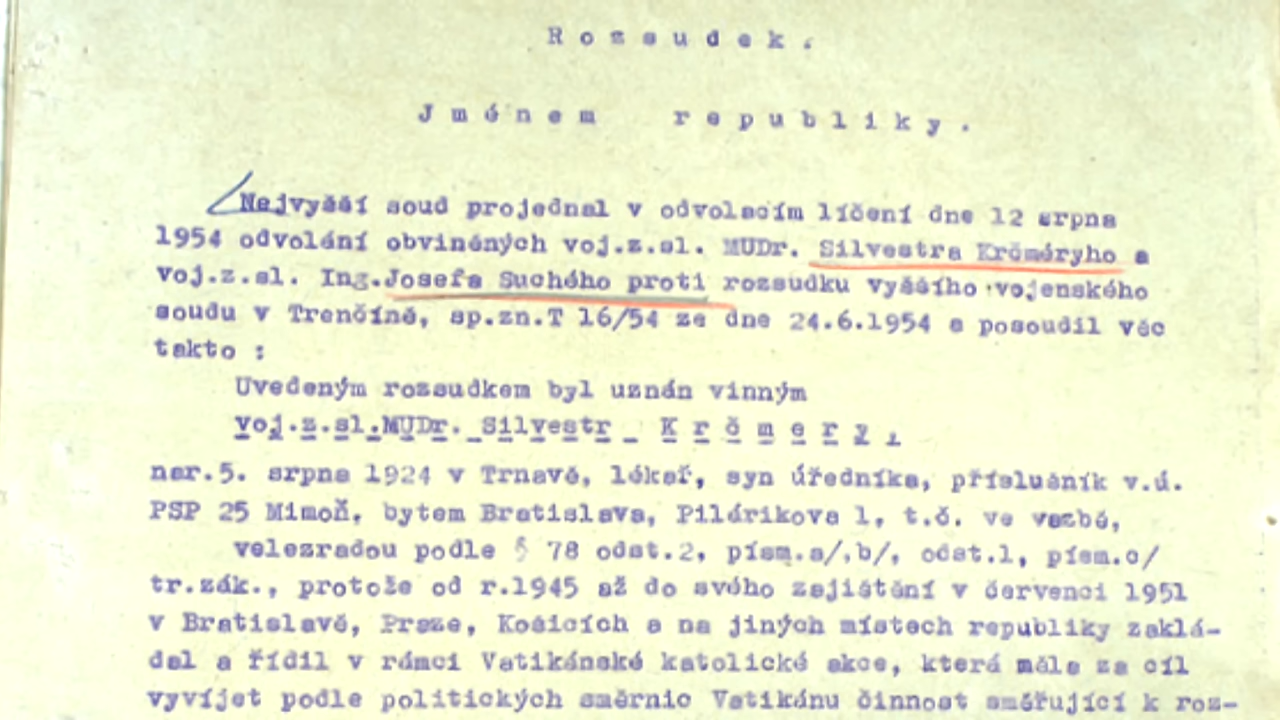 R o z s u d e k .
J m é n e m r e p u b l i k y .
Nejvyšší soud projednal v odvolacím líčení dne 12 srpna
1954 odvolání obviněných voj.z.sl. MUDr. Silvestra Krčméryho a
voj.z.sl. Ing.Josefa Suchého proti rozsudku vyššího vojenského
soudu v Trenčíně, sp.zn.T 16/54 ze dne 24.6.1954 a posoudil věc
takto :
Uvedeným rozsudkem byl uznán vinným
voj.z.sl.MUDr. Silvestr K r č m e r y ,
nar.5. srpna 1924 v Trnavě, lékař, syn úředníka, příslušník v.ú.
PSP 25 Mimoň, bytem Bratislava, Pilárikova 1, t.č. ve vazbě,
velezradou podle § 78 odst.2, písm.a/,b/, odst.1, písm.c/
tr.zák., protože od r.1945 až do svého zajištění v červenci 1951
v Bratislavě, Praze, Košicích a na jiných místech republiky zaklá-
dal a řídil v rámci Vatikánské katolické akce, která měla za cíl
vyvíjet podle politických směrnic Vatikánu činnost směřující k roz-